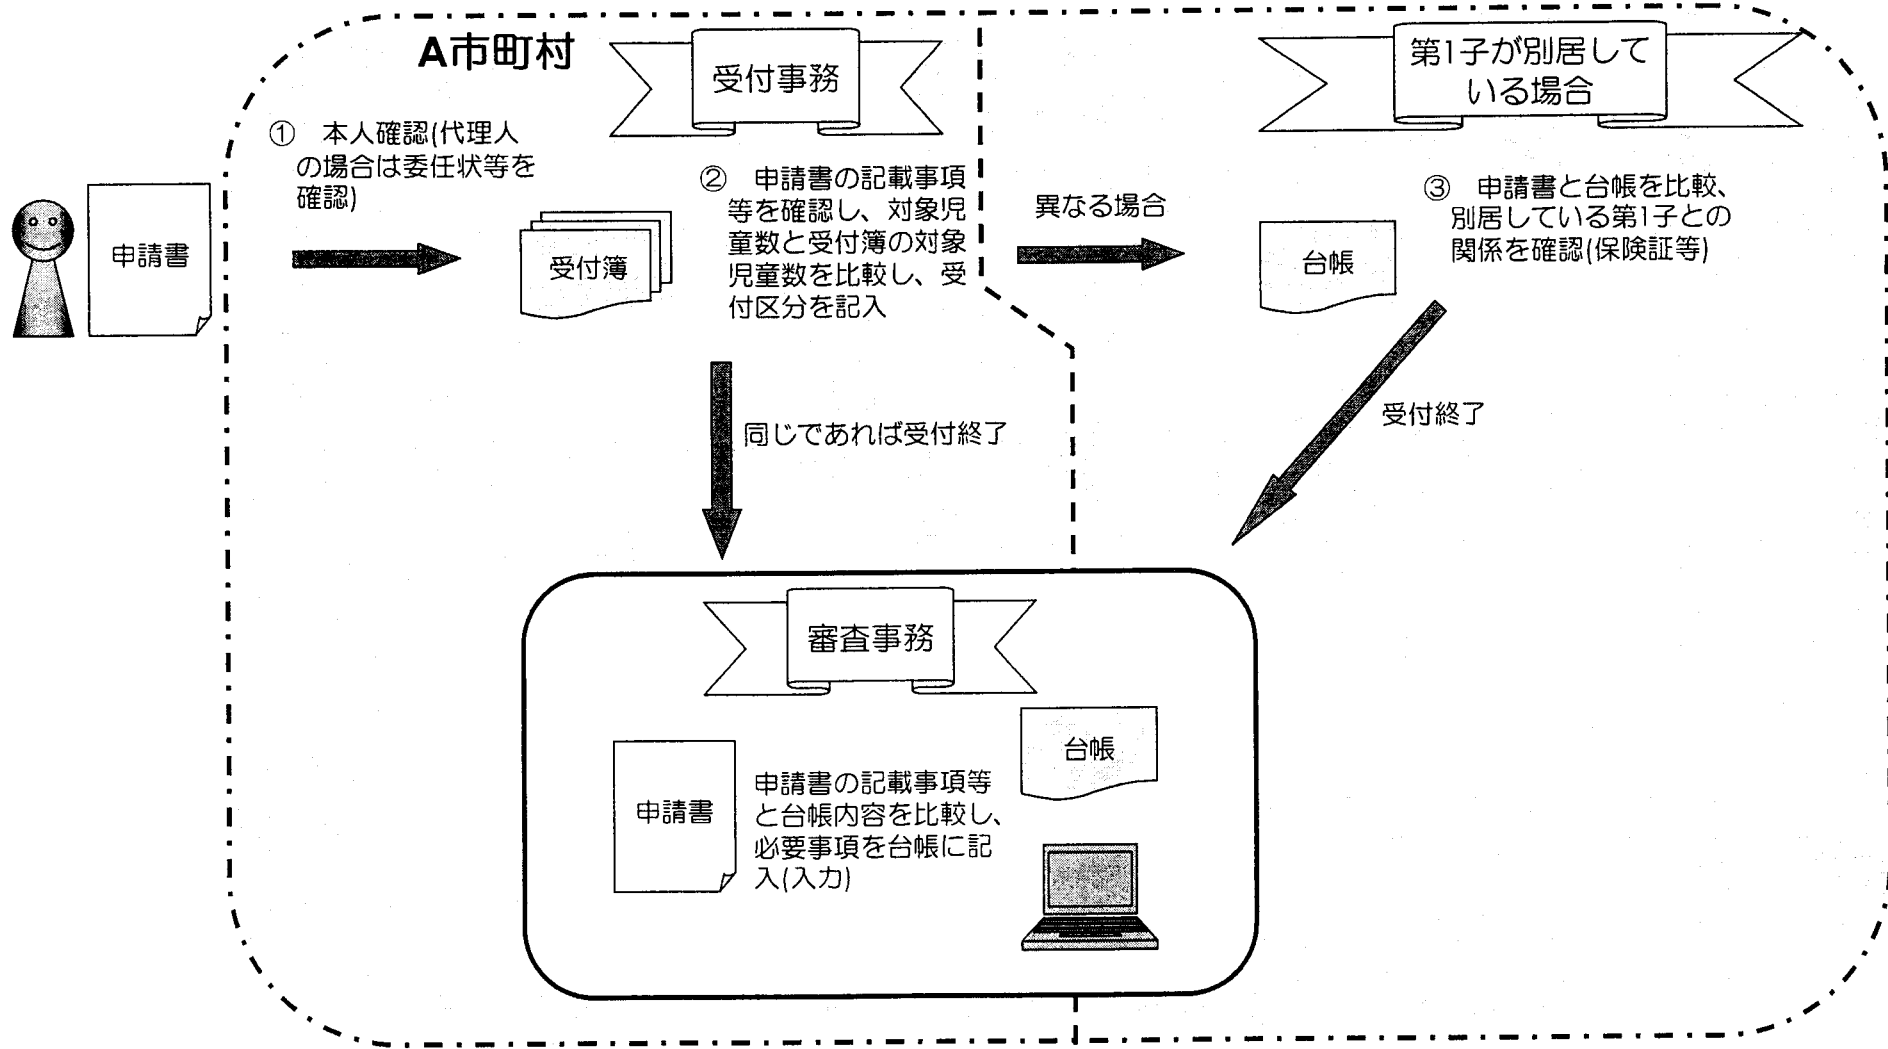 A市町村
受付事務
第1子が別居して
いる場合
① 本人確認(代理人
の場合は委任状等を
確認)
申請書
受付簿
② 申請書の記載事項
等を確認し、対象児
童数と受付簿の対象
児童数を比較し、受
付区分を記入
異なる場合
台帳
③ 申請書と台帳を比較、
別居している第1子との
関係を確認(保険証等)
同じであれば受付終了
受付終了
審査事務
申請書
申請書の記載事項等
と台帳内容を比較し、
必要事項を台帳に記
入(入力)
台帳